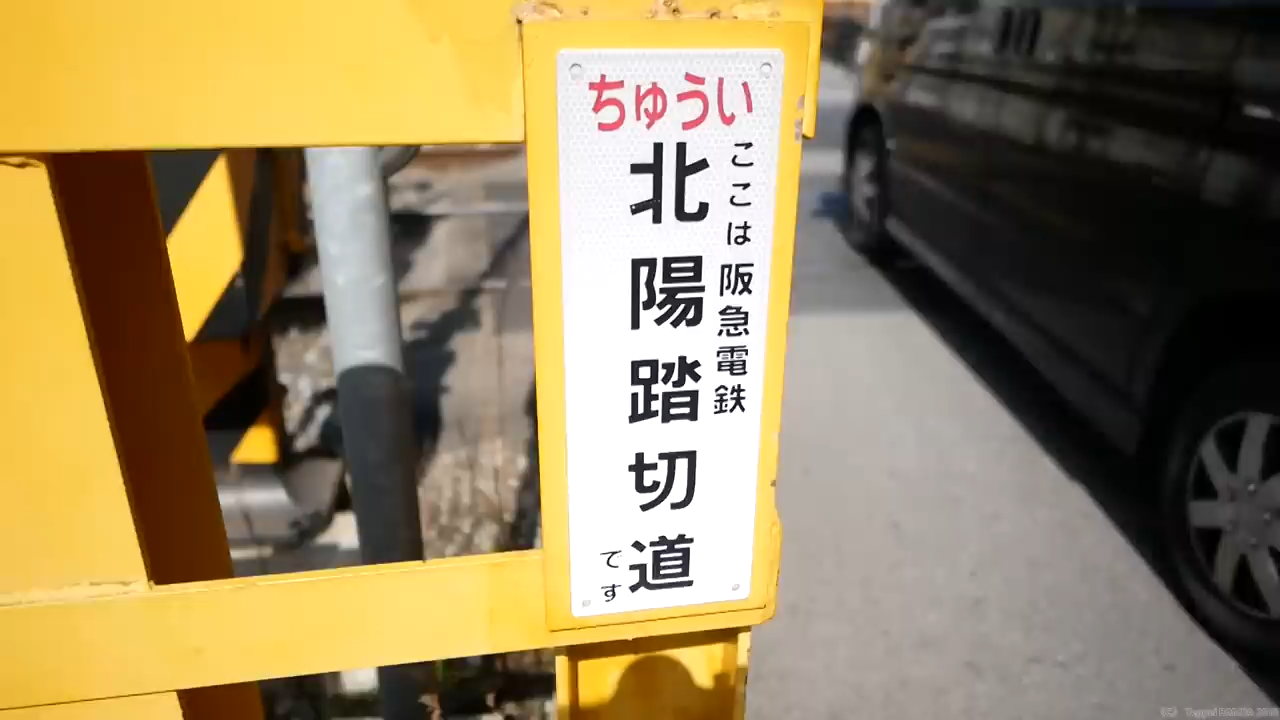 ちゅうい
ここは阪急電鉄
北陽踏切道
です